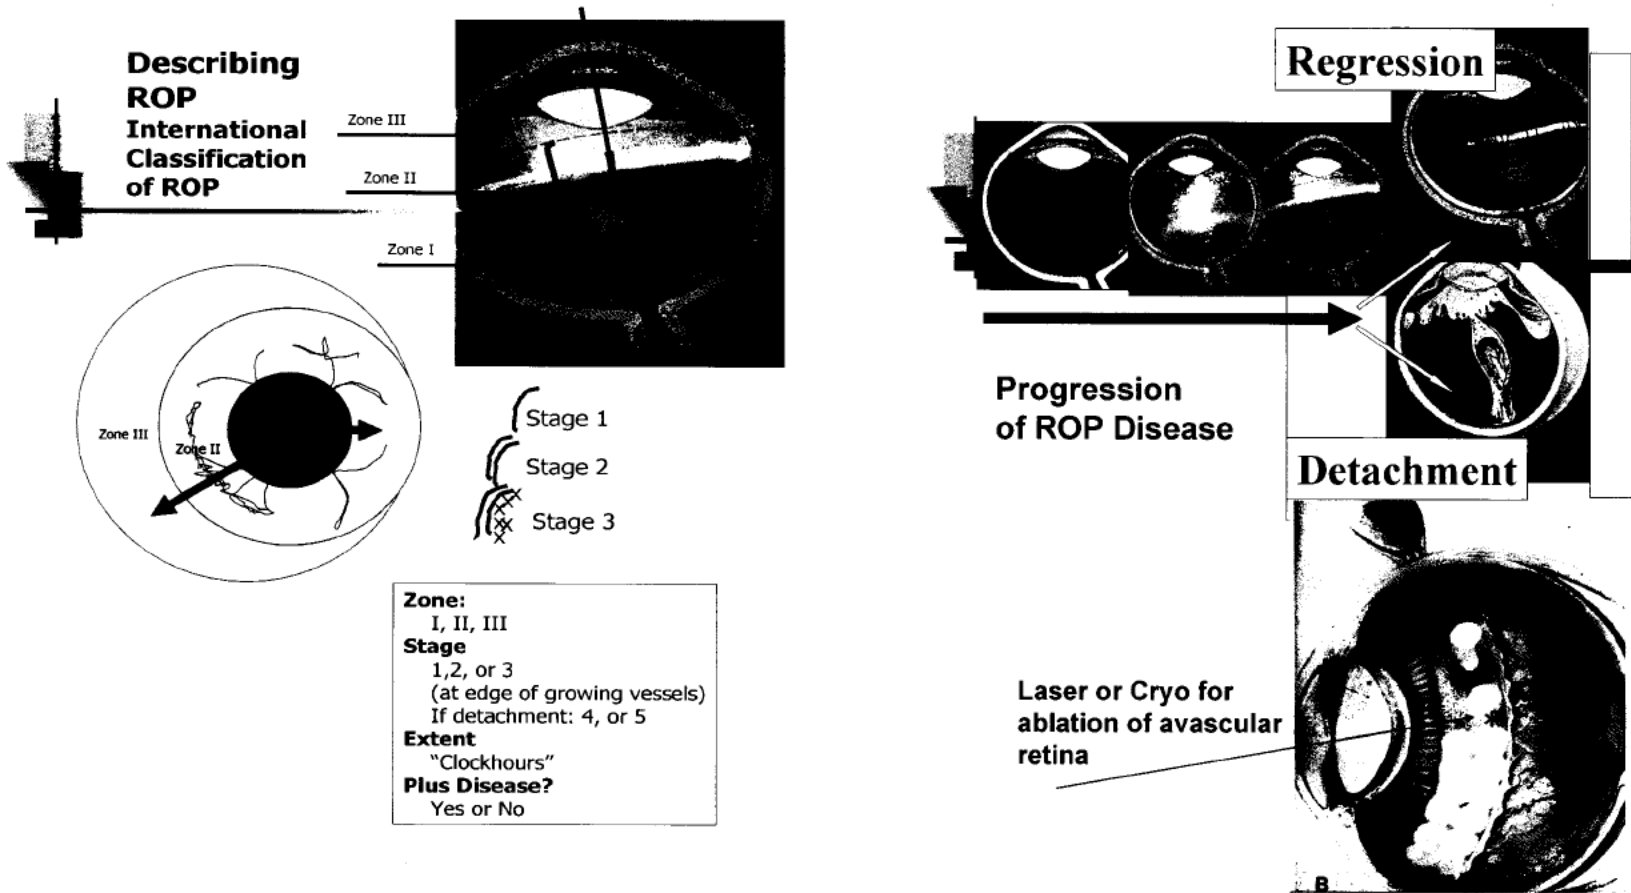 Describing
ROP
International
Classification
of ROP
Zone III
Zone II
Zone I
Zone III
Zone II
Stage 1
Stage 2
Stage 3
Zone:
I, II, III
Stage
1,2, or 3
(at edge of growing vessels)
If detachment: 4, or 5
Extent
“Clockhours”
Plus Disease?
Yes or No
Regression
Progression
of ROP Disease
Detachment
Laser or Cryo for
ablation of avascular
retina
B